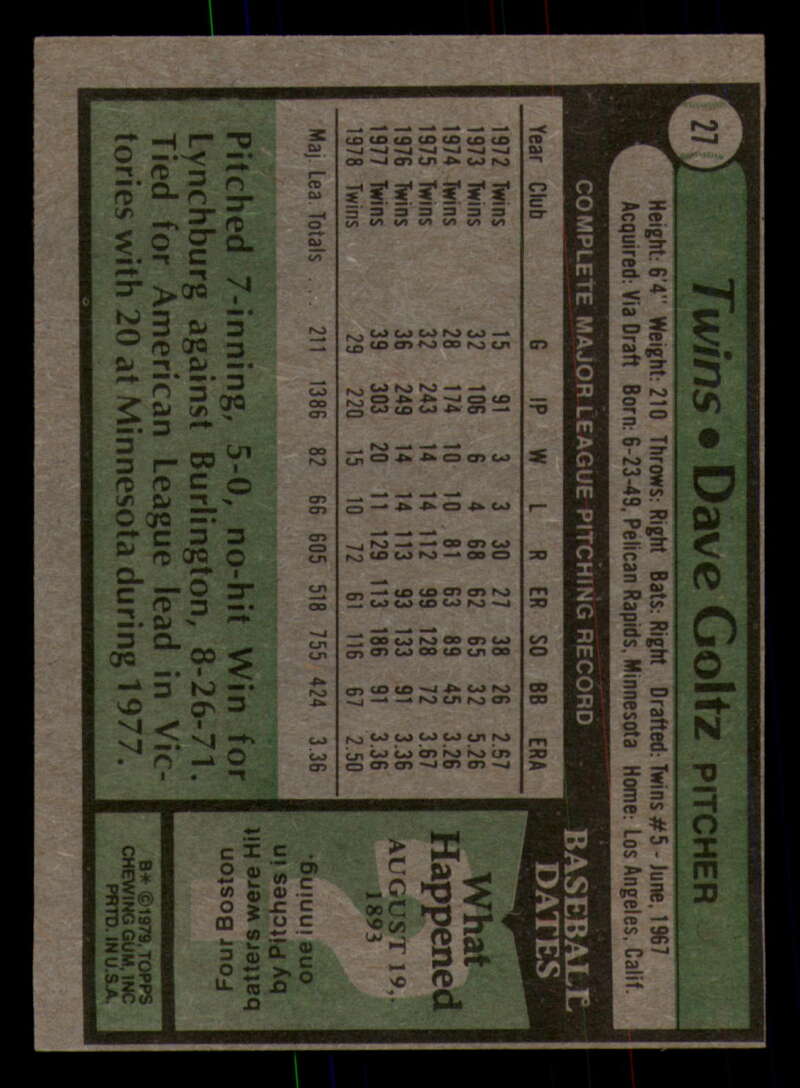 27
Twins • Dave Goltz PITCHER
Height: 6'4" Weight: 210 Throws: Right Bats: Right Drafted: Twins #5 - June, 1967
Acquired: Via Draft Born: 6-23-49, Pelican Rapids, Minnesota Home: Los Angeles, Calif.
COMPLETE MAJOR LEAGUE PITCHING RECORD
Year Club G IP W L R ER SO BB ERA
1972 Twins 15 91 3 3 30 27 38 26 2.67
1973 Twins 32 106 6 4 68 62 65 32 5.26
1974 Twins 28 174 10 10 81 63 89 45 3.26
1975 Twins 32 243 14 14 112 99 128 72 3.67
1976 Twins 36 249 14 14 113 93 133 91 3.36
1977 Twins 39 303 20 11 129 113 186 91 3.36
1978 Twins 29 220 15 10 72 61 116 67 2.50
Maj. Lea. Totals .... 211 1386 82 66 605 518 755 424 3.36
Pitched 7-inning, 5-0, no-hit Win for
Lynchburg against Burlington, 8-26-71.
Tied for American League lead in Vic-
tories with 20 at Minnesota during 1977.
BASEBALL
DATES
What
Happened
AUGUST 19,
1893
Four Boston
batters were Hit
by Pitches in
one inning.
B* ©1979, TOPPS
CHEWING GUM, INC
PRTD. IN U.S.A.